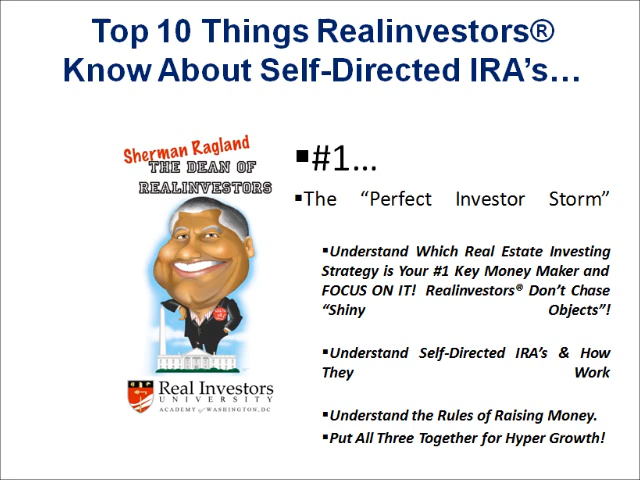 Top 10 Things Realinvestors®
Know About Self-Directed IRA's…
Sherman Ragland
THE DEAN OF
REALINVESTORS
Real Investors
UNIVERSITY
ACADEMY of WASHINGTON, DC
▪#1…
▪The “Perfect Investor Storm”
▪Understand Which Real Estate Investing
Strategy is Your #1 Key Money Maker and
FOCUS ON IT! Realinvestors® Don’t Chase
“Shiny Objects”!
▪Understand Self-Directed IRA’s & How
They Work
▪Understand the Rules of Raising Money.
▪Put All Three Together for Hyper Growth!